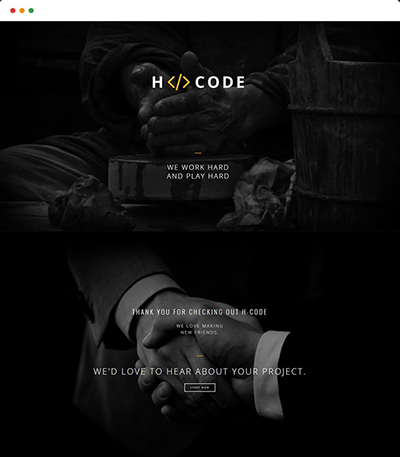 H</>CODE
WE WORK HARD
AND PLAY HARD
THANK YOU FOR CHECKING OUT H-CODE
WE LOVE MAKING
NEW FRIENDS.
WE'D LOVE TO HEAR ABOUT YOUR PROJECT.
START NOW